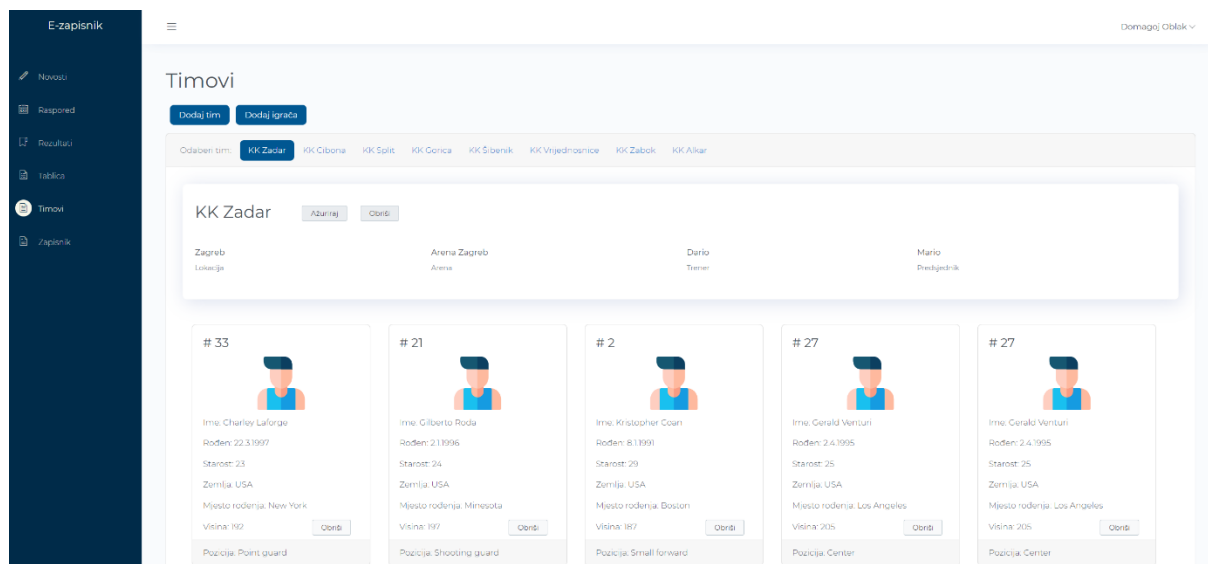 E-zapisnik
Domagoj Oblak
Novosti
Raspored
Rezultati
Tablica
Timovi
Zapisnik
Timovi
Dodaj tim Dodaj igrača
Odaberi tim: KK Zadar KK Cibona KK Split KK Gorica KK Šibenik KK Vrijednosnice KK Zabok KK Alkar
KK Zadar Ažuriraj Obriši
Zagreb Arena Zagreb Dario Mario
Lokacija Arena Trener Predsjednik
# 33 # 21 # 2 # 27 # 27
Ime: Charley Laforge Ime: Gilberto Roda Ime: Kristopher Coan Ime: Gerald Venturi Ime: Gerald Venturi
Rođen: 22.3.1997 Rođen: 2.1.1996 Rođen: 8.1.1991 Rođen: 2.4.1995 Rođen: 2.4.1995
Starost: 23 Starost: 24 Starost: 29 Starost: 25 Starost: 25
Zemlja: USA Zemlja: USA Zemlja: USA Zemlja: USA Zemlja: USA
Mjesto rođenja: New York Mjesto rođenja: Minesota Mjesto rođenja: Boston Mjesto rođenja: Los Angeles Mjesto rođenja: Los Angeles
Visina: 192 Obriši Visina: 197 Obriši Visina: 187 Obriši Visina: 205 Obriši Visina: 205 Obriši
Pozicija: Point guard Pozicija: Shooting guard Pozicija: Small forward Pozicija: Center Pozicija: Center